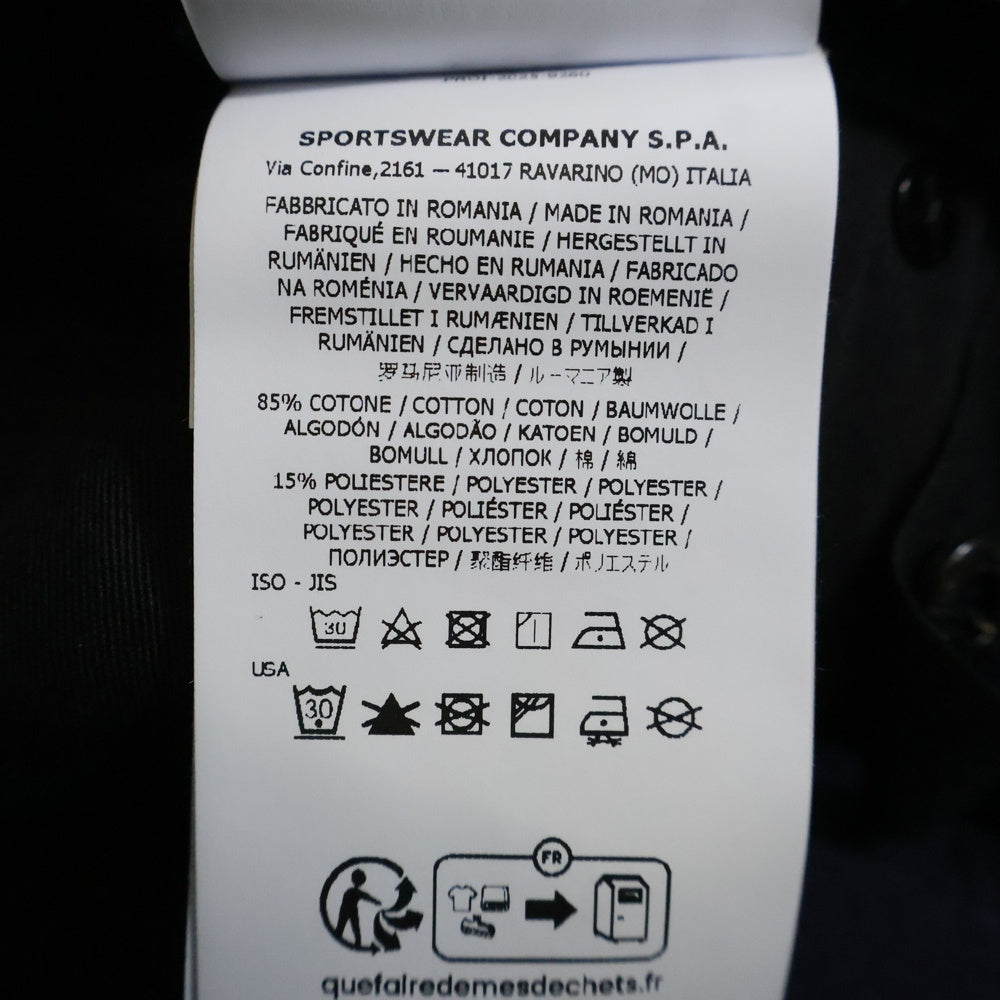 SPORTSWEAR COMPANY S.P.A.
Via Confine,2161 – 41017 RAVARINO (MO) ITALIA
FABBRICATO IN ROMANIA / MADE IN ROMANIA /
FABRIQUÉ EN ROUMANIE / HERGESTELLT IN
RUMÄNIEN / HECHO EN RUMANIA / FABRICADO
NA ROMÉNIA / VERVAARDIGD IN ROEMENIË /
FREMSTILLET I RUMÆNIEN / TILLVERKAD I
RUMÄNIEN / СДЕЛАНО В РУМЫНИИ /
罗马尼亚制造 / ルーマニア製
85% COTONE / COTTON / COTON / BAUMWOLLE /
ALGODÓN / ALGODÃO / KATOEN / BOMULD /
BOMULL / ХЛОПОК / 棉 / 綿
15% POLIESTERE / POLYESTER / POLYESTER /
POLYESTER / POLIÉSTER / POLIÉSTER /
POLYESTER / POLYESTER / POLYESTER /
ПОЛИЭСТЕР / 聚酯纤维 / ポリエステル
ISO - JIS
30
USA
30
FR
quefairedemesdechets.fr